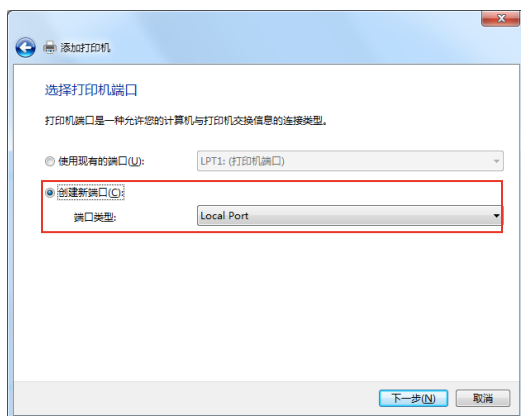 添加打印机
选择打印机端口
打印机端口是一种允许您的计算机与打印机交换信息的连接类型。
使用现有的端口(U): LPT1: (打印机端口)
创建新端口(C):
端口类型: Local Port
下一步(N) 取消